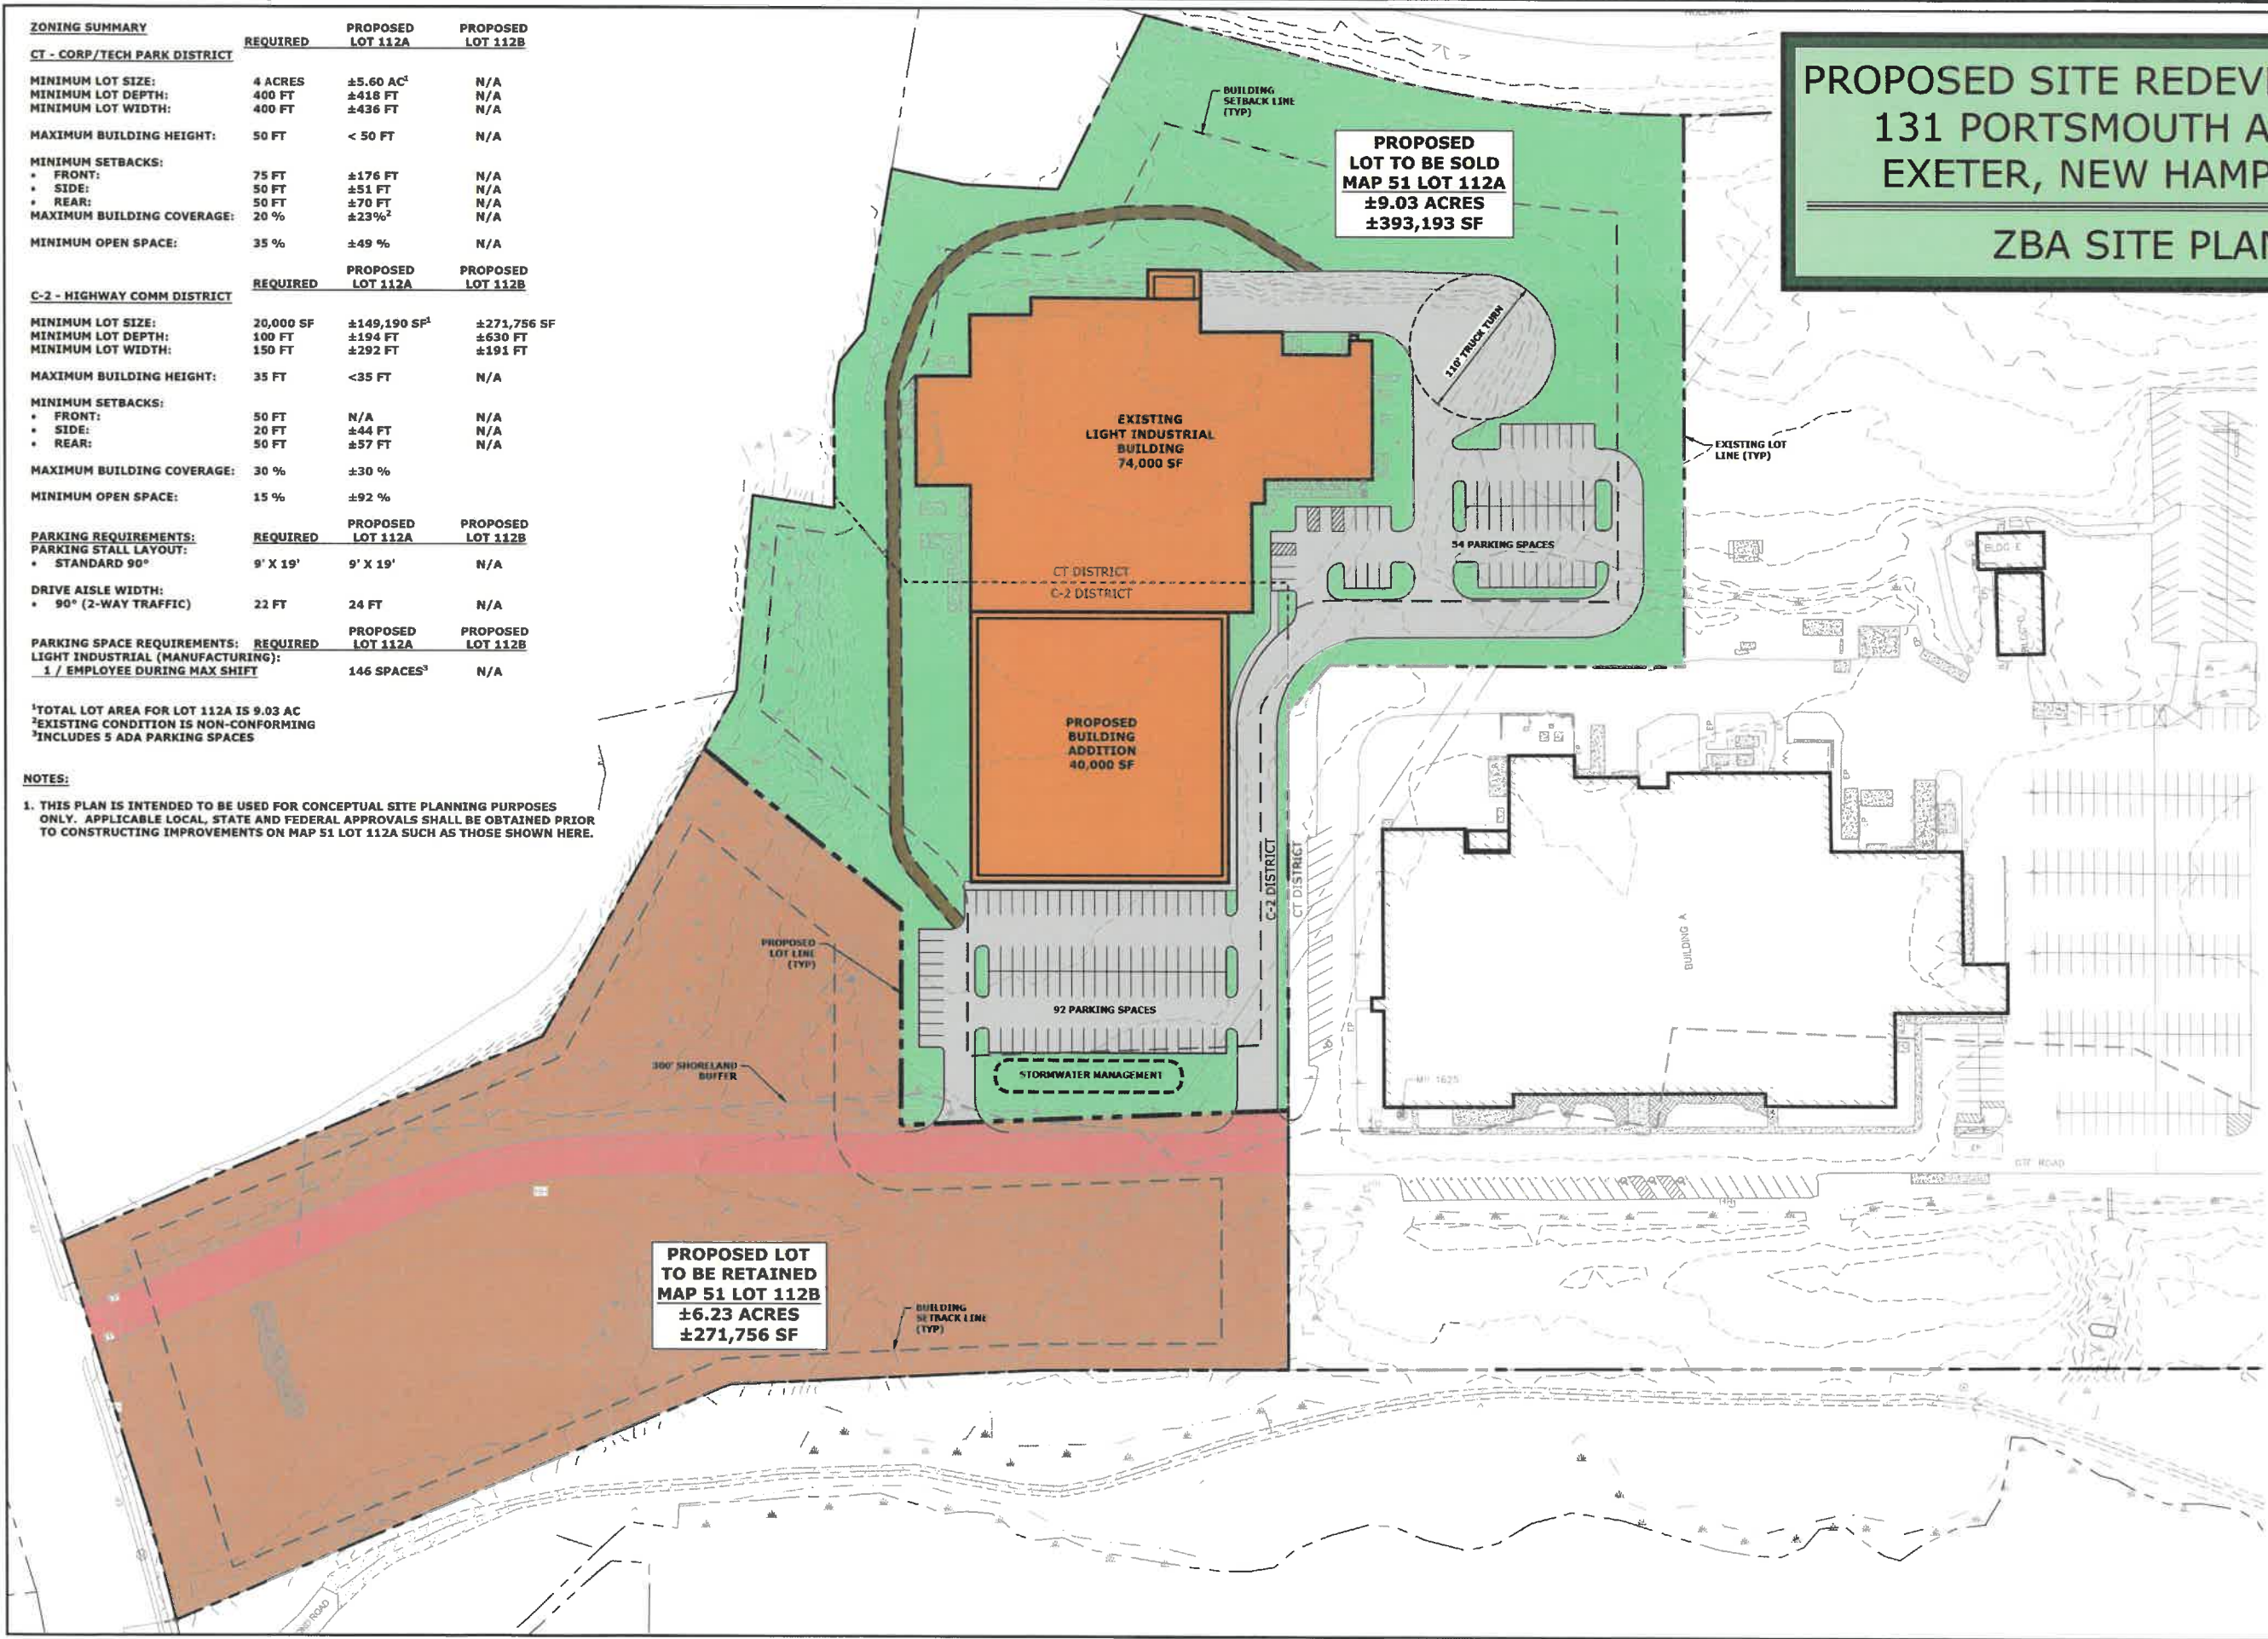 ZONING SUMMARY
REQUIRED PROPOSED LOT 112A PROPOSED LOT 112B
CT - CORP/TECH PARK DISTRICT
MINIMUM LOT SIZE: 4 ACRES ±5.60 AC¹ N/A
MINIMUM LOT DEPTH: 400 FT ±418 FT N/A
MINIMUM LOT WIDTH: 400 FT ±436 FT N/A
MAXIMUM BUILDING HEIGHT: 50 FT < 50 FT N/A
MINIMUM SETBACKS:
• FRONT: 75 FT ±176 FT N/A
• SIDE: 50 FT ±51 FT N/A
• REAR: 50 FT ±70 FT N/A
MAXIMUM BUILDING COVERAGE: 20 % ±23%² N/A
MINIMUM OPEN SPACE: 35 % ±49 % N/A
REQUIRED PROPOSED LOT 112A PROPOSED LOT 112B
C-2 - HIGHWAY COMM DISTRICT
MINIMUM LOT SIZE: 20,000 SF ±149,190 SF¹ ±271,756 SF
MINIMUM LOT DEPTH: 100 FT ±194 FT ±630 FT
MINIMUM LOT WIDTH: 150 FT ±292 FT ±191 FT
MAXIMUM BUILDING HEIGHT: 35 FT <35 FT N/A
MINIMUM SETBACKS:
• FRONT: 50 FT N/A N/A
• SIDE: 20 FT ±44 FT N/A
• REAR: 50 FT ±57 FT N/A
MAXIMUM BUILDING COVERAGE: 30 % ±30 %
MINIMUM OPEN SPACE: 15 % ±92 %
PARKING REQUIREMENTS: REQUIRED PROPOSED LOT 112A PROPOSED LOT 112B
PARKING STALL LAYOUT:
• STANDARD 90° 9' X 19' 9' X 19' N/A
DRIVE AISLE WIDTH:
• 90° (2-WAY TRAFFIC) 22 FT 24 FT N/A
PARKING SPACE REQUIREMENTS: REQUIRED PROPOSED LOT 112A PROPOSED LOT 112B
LIGHT INDUSTRIAL (MANUFACTURING):
1 / EMPLOYEE DURING MAX SHIFT 146 SPACES³ N/A
¹TOTAL LOT AREA FOR LOT 112A IS 9.03 AC
²EXISTING CONDITION IS NON-CONFORMING
³INCLUDES 5 ADA PARKING SPACES
NOTES:
1. THIS PLAN IS INTENDED TO BE USED FOR CONCEPTUAL SITE PLANNING PURPOSES
ONLY. APPLICABLE LOCAL, STATE AND FEDERAL APPROVALS SHALL BE OBTAINED PRIOR
TO CONSTRUCTING IMPROVEMENTS ON MAP 51 LOT 112A SUCH AS THOSE SHOWN HERE.
PROPOSED SITE REDEV
131 PORTSMOUTH A
EXETER, NEW HAMP
ZBA SITE PLAN
BUILDING
SETBACK LINE
(TYP)
PROPOSED
LOT TO BE SOLD
MAP 51 LOT 112A
±9.03 ACRES
±393,193 SF
110' TRUCK TURN
EXISTING
LIGHT INDUSTRIAL
BUILDING
74,000 SF
EXISTING LOT
LINE (TYP)
54 PARKING SPACES
BLDG E
CT DISTRICT
C-2 DISTRICT
PROPOSED
BUILDING
ADDITION
40,000 SF
C-2 DISTRICT
CT DISTRICT
BUILDING A
PROPOSED
LOT LINE
(TYP)
92 PARKING SPACES
300' SHORELAND
BUFFER
STORMWATER MANAGEMENT
EP
EP
EP
EP
EP
PROPOSED LOT
TO BE RETAINED
MAP 51 LOT 112B
±6.23 ACRES
±271,756 SF
BUILDING
SETBACK LINE
(TYP)
ROAD